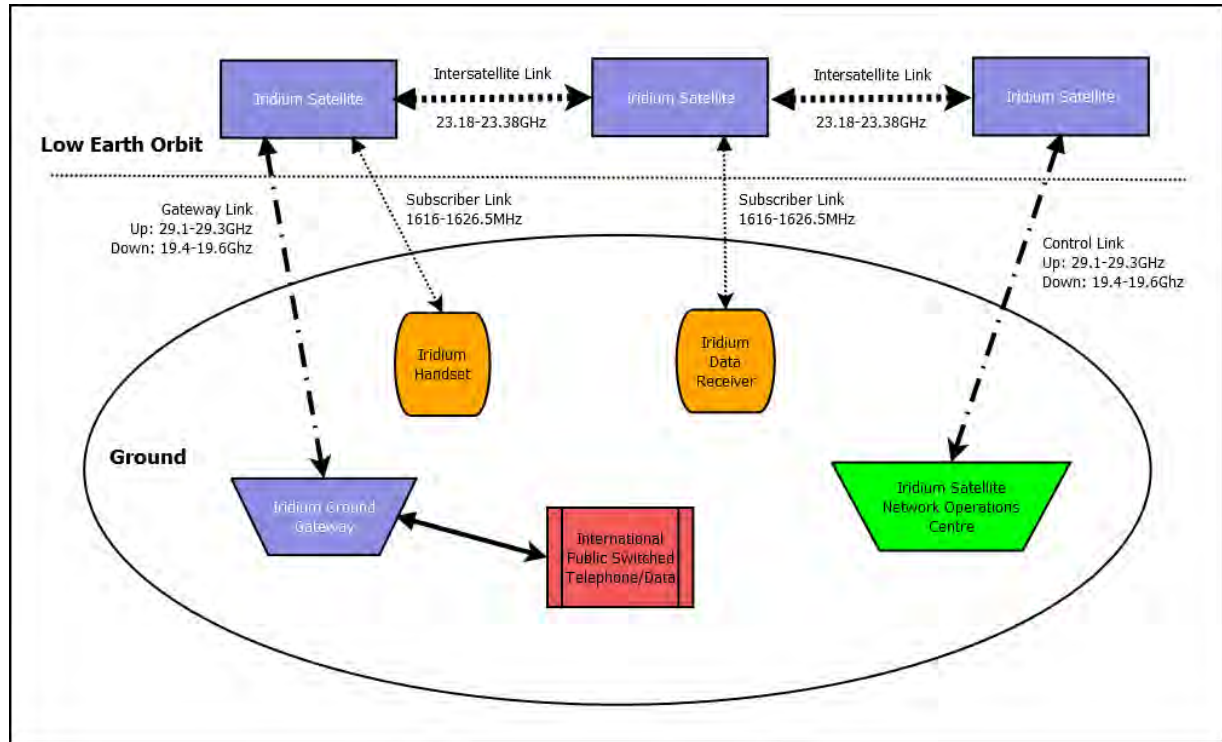 Intersatellite Link
Intersatellite Link
Iridium Satellite
Iridium Satellite
Iridium Satellite
23.18-23.38GHz
23.18-23.38GHz
Low Earth Orbit
Gateway Link
Up: 29.1-29.3GHz
Down: 19.4-19.6Ghz
Subscriber Link
1616-1626.5MHz
Subscriber Link
1616-1626.5MHz
Control Link
Up: 29.1-29.3GHz
Down: 19.4-19.6Ghz
Iridium
Handset
Iridium
Data
Receiver
Ground
Iridium Ground
Gateway
International
Public Switched
Telephone/Data
Iridium Satellite
Network Operations
Centre